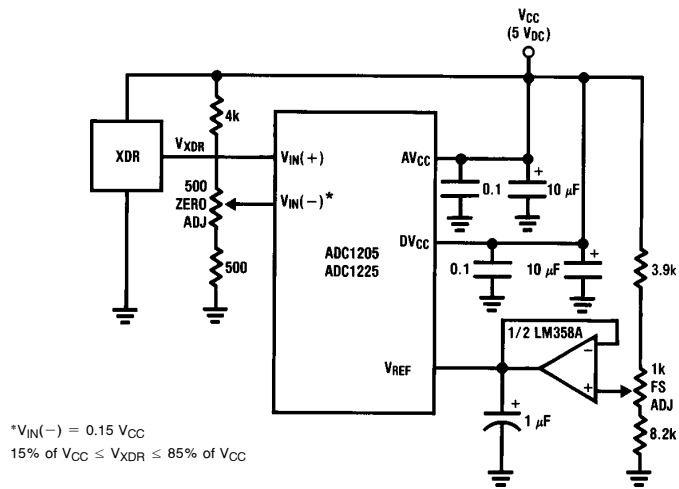 VCC
(5 VDC)
4k
XDR
VXDR
VIN(+)
AVCC
500
ZERO
ADJ
VIN(−)*
0.1
+
10 μF
ADC1205
ADC1225
DVCC
500
0.1
+
10 μF
3.9k
1/2 LM358A
VREF
−
+
1k
FS
ADJ
+
1 μF
8.2k
*VIN(−) = 0.15 VCC
15% of VCC ≤ VXDR ≤ 85% of VCC